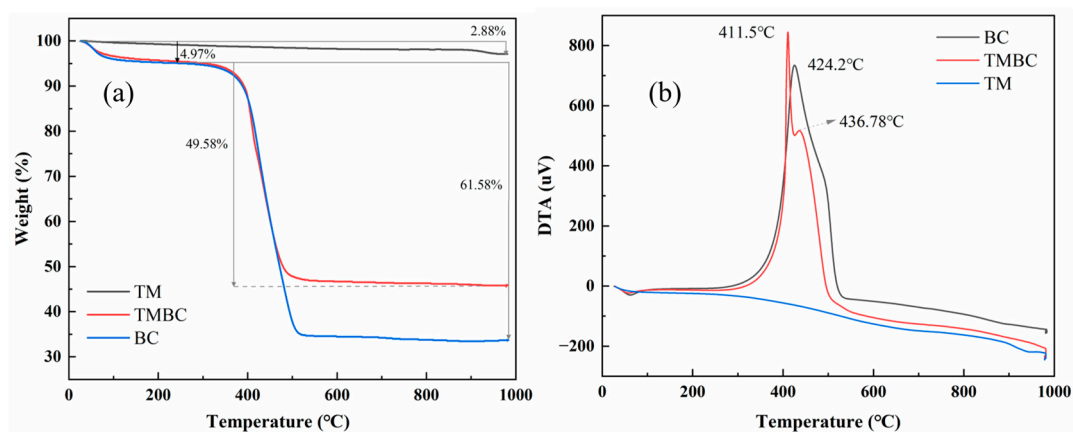 100
90
80
70
60
50
40
30
0
200
400
600
800
1000
Weight (%)
Temperature (℃)
(a)
2.88%
4.97%
49.58%
61.58%
TM
TMBC
BC
800
600
400
200
0
−200
0
200
400
600
800
1000
DTA (uV)
Temperature (℃)
(b)
411.5℃
424.2℃
436.78℃
BC
TMBC
TM